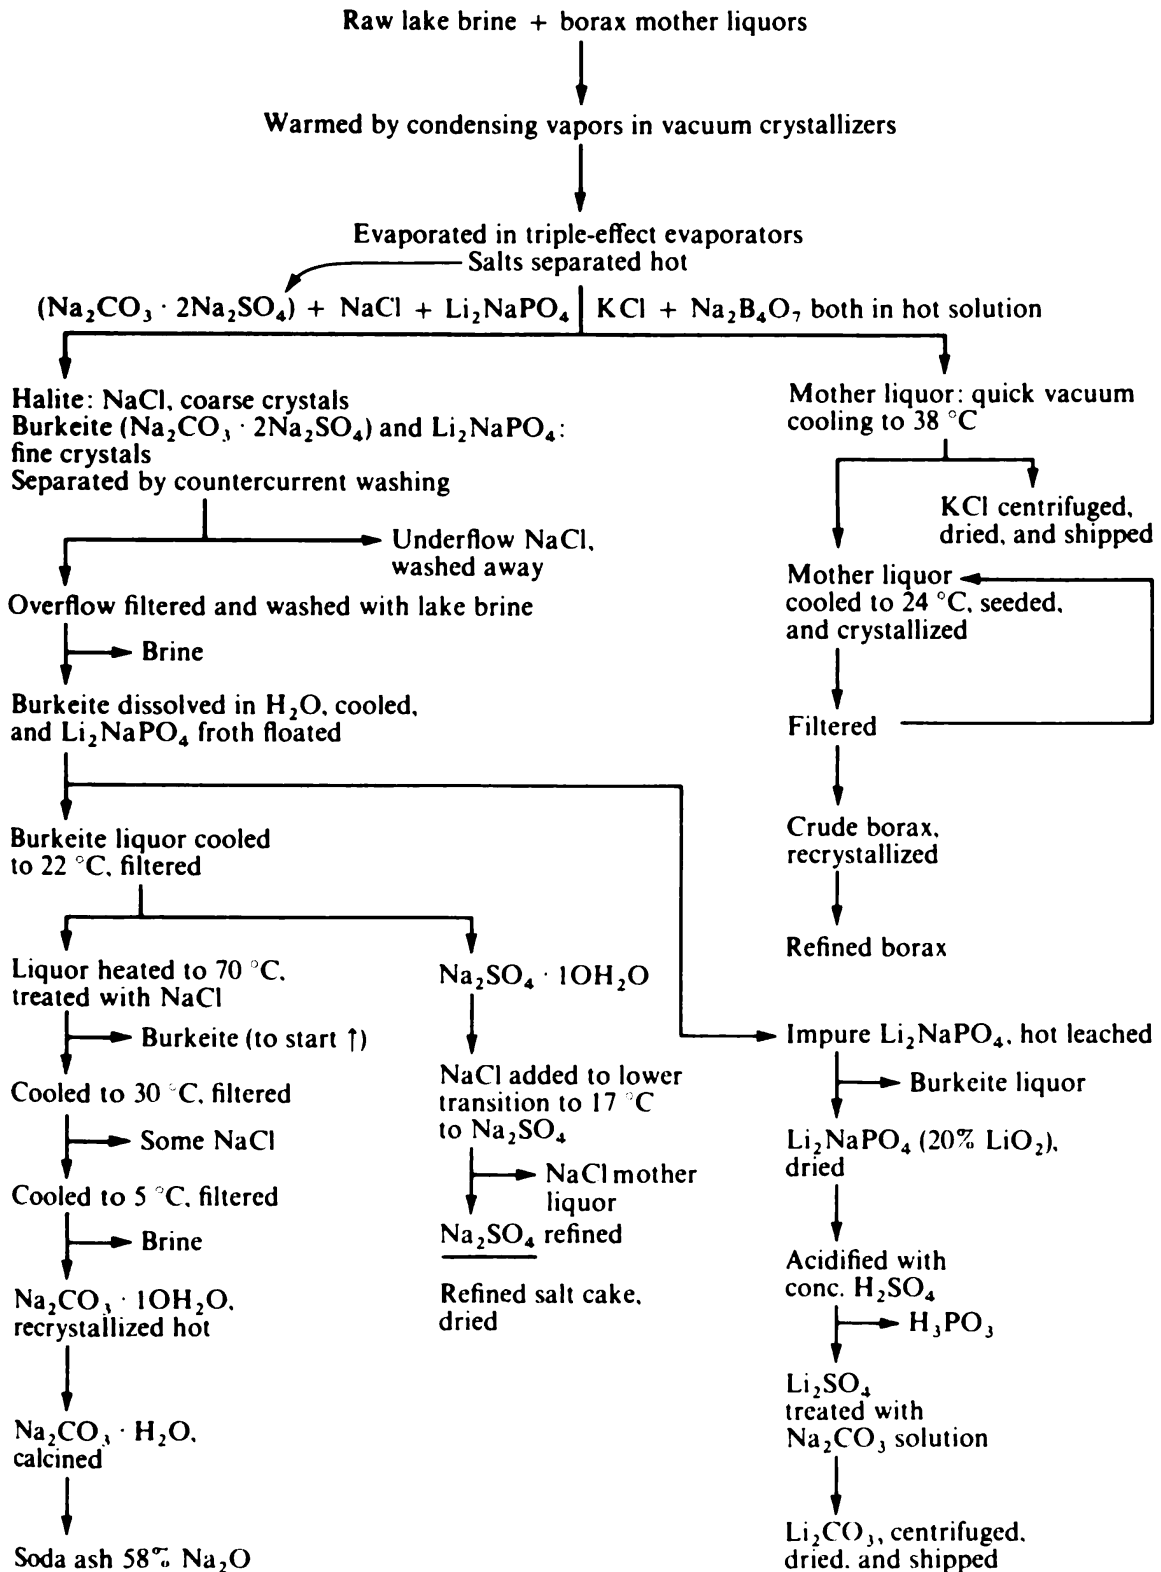 Raw lake brine + borax mother liquors
Warmed by condensing vapors in vacuum crystallizers
Evaporated in triple-effect evaporators
Salts separated hot
(Na₂CO₃ · 2Na₂SO₄) + NaCl + Li₂NaPO₄ KCl + Na₂B₄O₇ both in hot solution
Halite: NaCl, coarse crystals
Burkeite (Na₂CO₃ · 2Na₂SO₄) and Li₂NaPO₄:
fine crystals
Separated by countercurrent washing
Underflow NaCl,
washed away
Overflow filtered and washed with lake brine
Brine
Burkeite dissolved in H₂O, cooled,
and Li₂NaPO₄ froth floated
Burkeite liquor cooled
to 22 °C, filtered
Liquor heated to 70 °C,
treated with NaCl
Burkeite (to start ↑)
Cooled to 30 °C, filtered
Some NaCl
Cooled to 5 °C, filtered
Brine
Na₂CO₃ · 10H₂O,
recrystallized hot
Na₂CO₃ · H₂O,
calcined
Soda ash 58% Na₂O
Na₂SO₄ · 10H₂O
NaCl added to lower
transition to 17 °C
to Na₂SO₄
NaCl mother
liquor
Na₂SO₄ refined
Refined salt cake,
dried
Mother liquor: quick vacuum
cooling to 38 °C
KCl centrifuged,
dried, and shipped
Mother liquor
cooled to 24 °C, seeded,
and crystallized
Filtered
Crude borax,
recrystallized
Refined borax
Impure Li₂NaPO₄, hot leached
Burkeite liquor
Li₂NaPO₄ (20% LiO₂),
dried
Acidified with
conc. H₂SO₄
H₃PO₃
Li₂SO₄
treated with
Na₂CO₃ solution
Li₂CO₃, centrifuged,
dried, and shipped